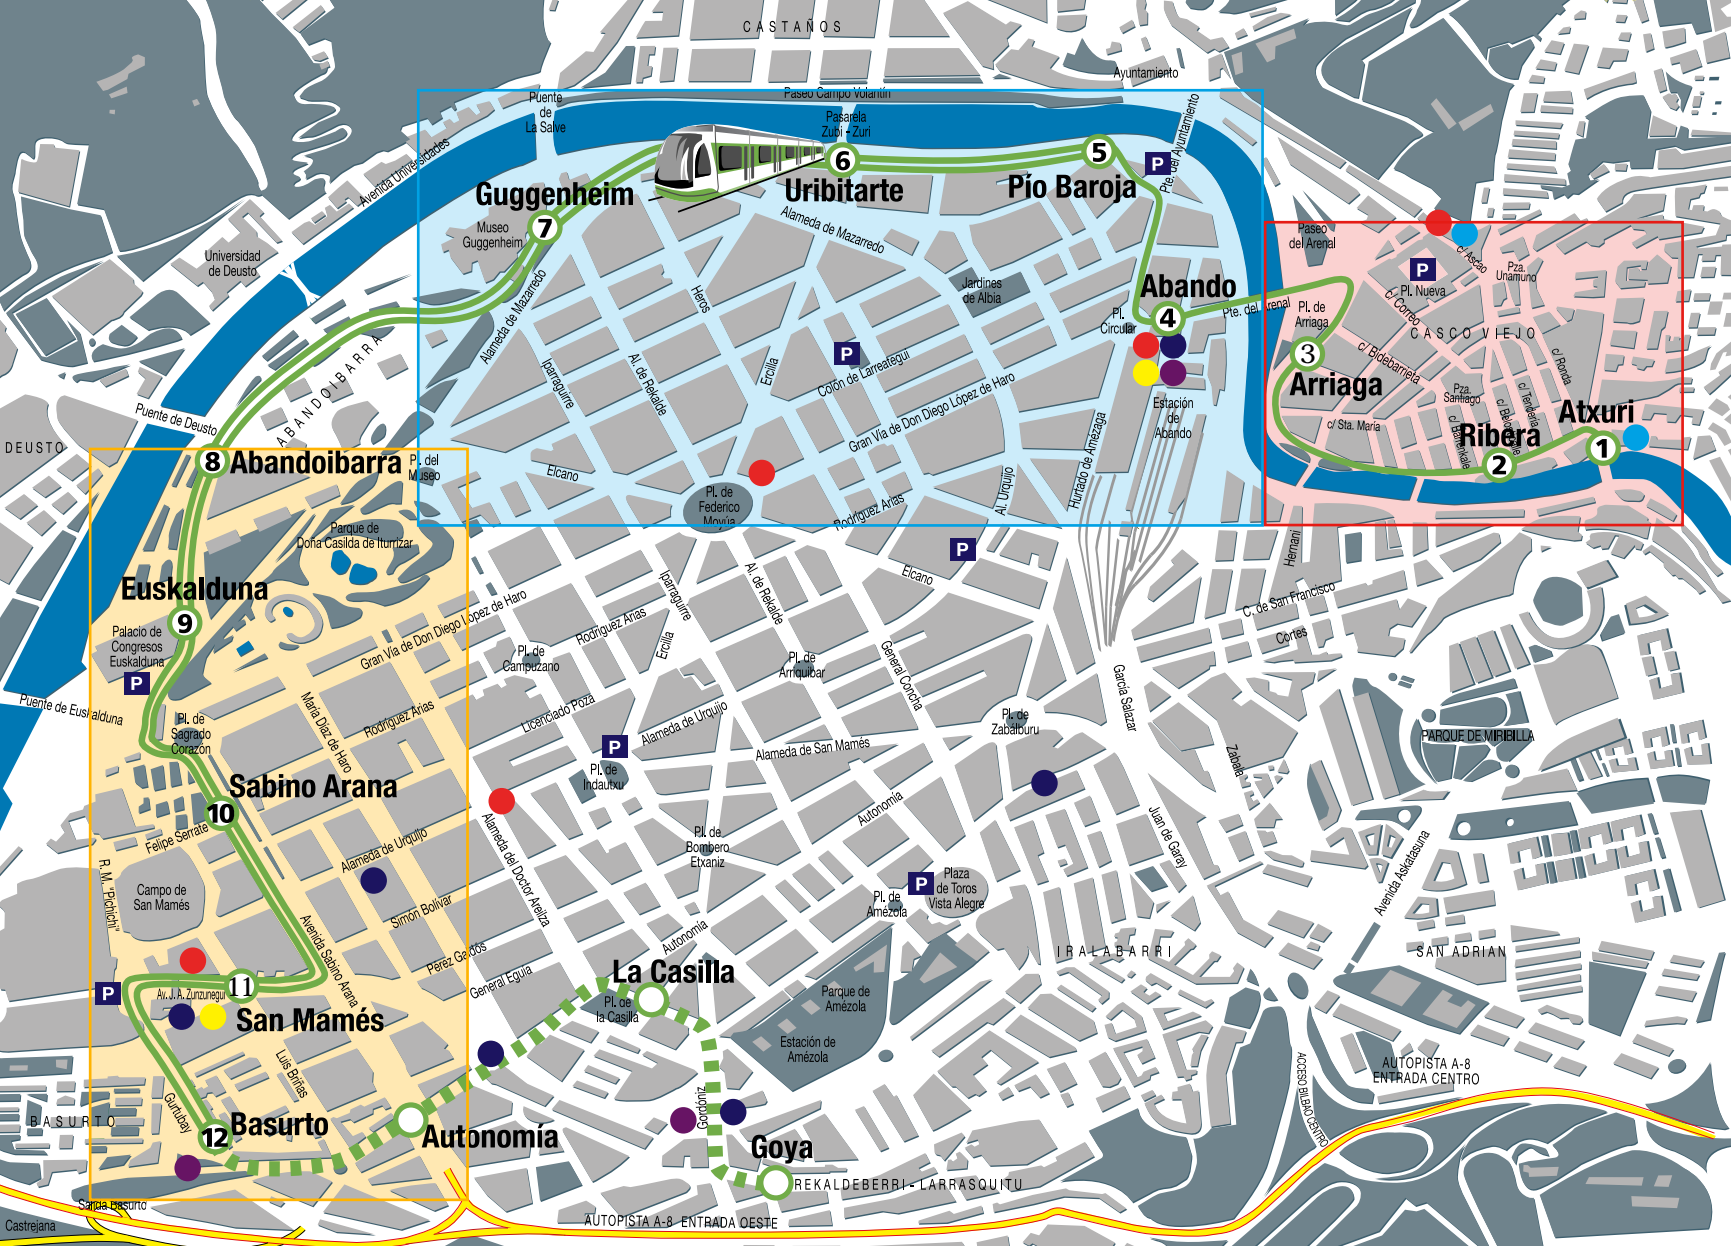 CASTAÑOS
Ayuntamiento
Paseo Campo Volantín
Puente
de
La Salve
Pasarela
Zubi - Zuri
Pte. del Ayuntamiento
P
Avenida Universidades
6
5
Uribitarte
Pío Baroja
Guggenheim
7
Museo
Guggenheim
Alameda de Mazarredo
Universidad
de Deusto
Paseo
del Arenal
c/ Ascao
Pza.
Unamuno
P
Pl. Nueva
c/ Correo
CASCO VIEJO
Jardines
de Albia
Abando
4
Pte. del Arenal
Pl.
Circular
Pl. de
Arriaga
3
Arriaga
c/ Bidebarrieta
c/ Ronda
Pza.
Santiago
c/ Tendería
c/ Belostikale
c/ Barrenkale
c/ Sta. María
Atxuri
1
Ribera
2
Heros
Alameda de Mazarredo
Iparraguirre
Al. de Rekalde
Ercilla
P
Colón de Larreategui
Gran Vía de Don Diego López de Haro
Estación
de
Abando
Hurtado de Amézaga
Al. Urquijo
Rodríguez Arias
Elcano
Pl. de
Federico
Moyúa
ABANDOIBARRA
Puente de Deusto
DEUSTO
8
Abandoibarra
Pl. del
Museo
Parque de
Doña Casilda de Iturrizar
Euskalduna
9
Palacio de
Congresos
Euskalduna
P
Puente de Euskalduna
Gran Vía de Don Diego López de Haro
Pl. de
Sagrado
Corazón
María Díaz de Haro
Rodríguez Arias
Sabino Arana
10
Felipe Serrate
Alameda de Urquijo
R. M. "Pichichi"
Campo de
San Mamés
Simón Bolivar
Avenida Sabino Arana
Pérez Galdós
General Eguía
P
11
Av. J. A. Zunzunegui
San Mamés
Luis Briñas
Gurtubay
BASURTO
12
Basurto
Autonomía
Salida Basurto
Castrejana
P
Elcano
Iparraguirre
Al. de Rekalde
Rodríguez Arias
Ercilla
Pl. de
Campuzano
Pl. de
Arriquibar
General Concha
Licenciado Poza
Alameda de Urquijo
P
Pl. de
Indautxu
Alameda de San Mamés
Pl. de
Zabálburu
Alameda del Doctor Areilza
Pl. de
Bombero
Etxaniz
Autonomía
P
Plaza
de Toros
Vista Alegre
Pl. de
Amézola
Autonomía
La Casilla
Pl. de
la Casilla
Parque de
Amézola
Estación de
Amézola
Gordóniz
Goya
REKALDEBERRI - LARRASQUITU
AUTOPISTA A-8 ENTRADA OESTE
Hernani
C. de San Francisco
Cortes
García Salazar
Zabala
Juan de Garay
PARQUE DE MIRIBILLA
Avenida Askatasuna
IRALABARRI
SAN ADRIAN
AUTOPISTA A-8
ENTRADA CENTRO
ACCESO BILBAO CENTRO